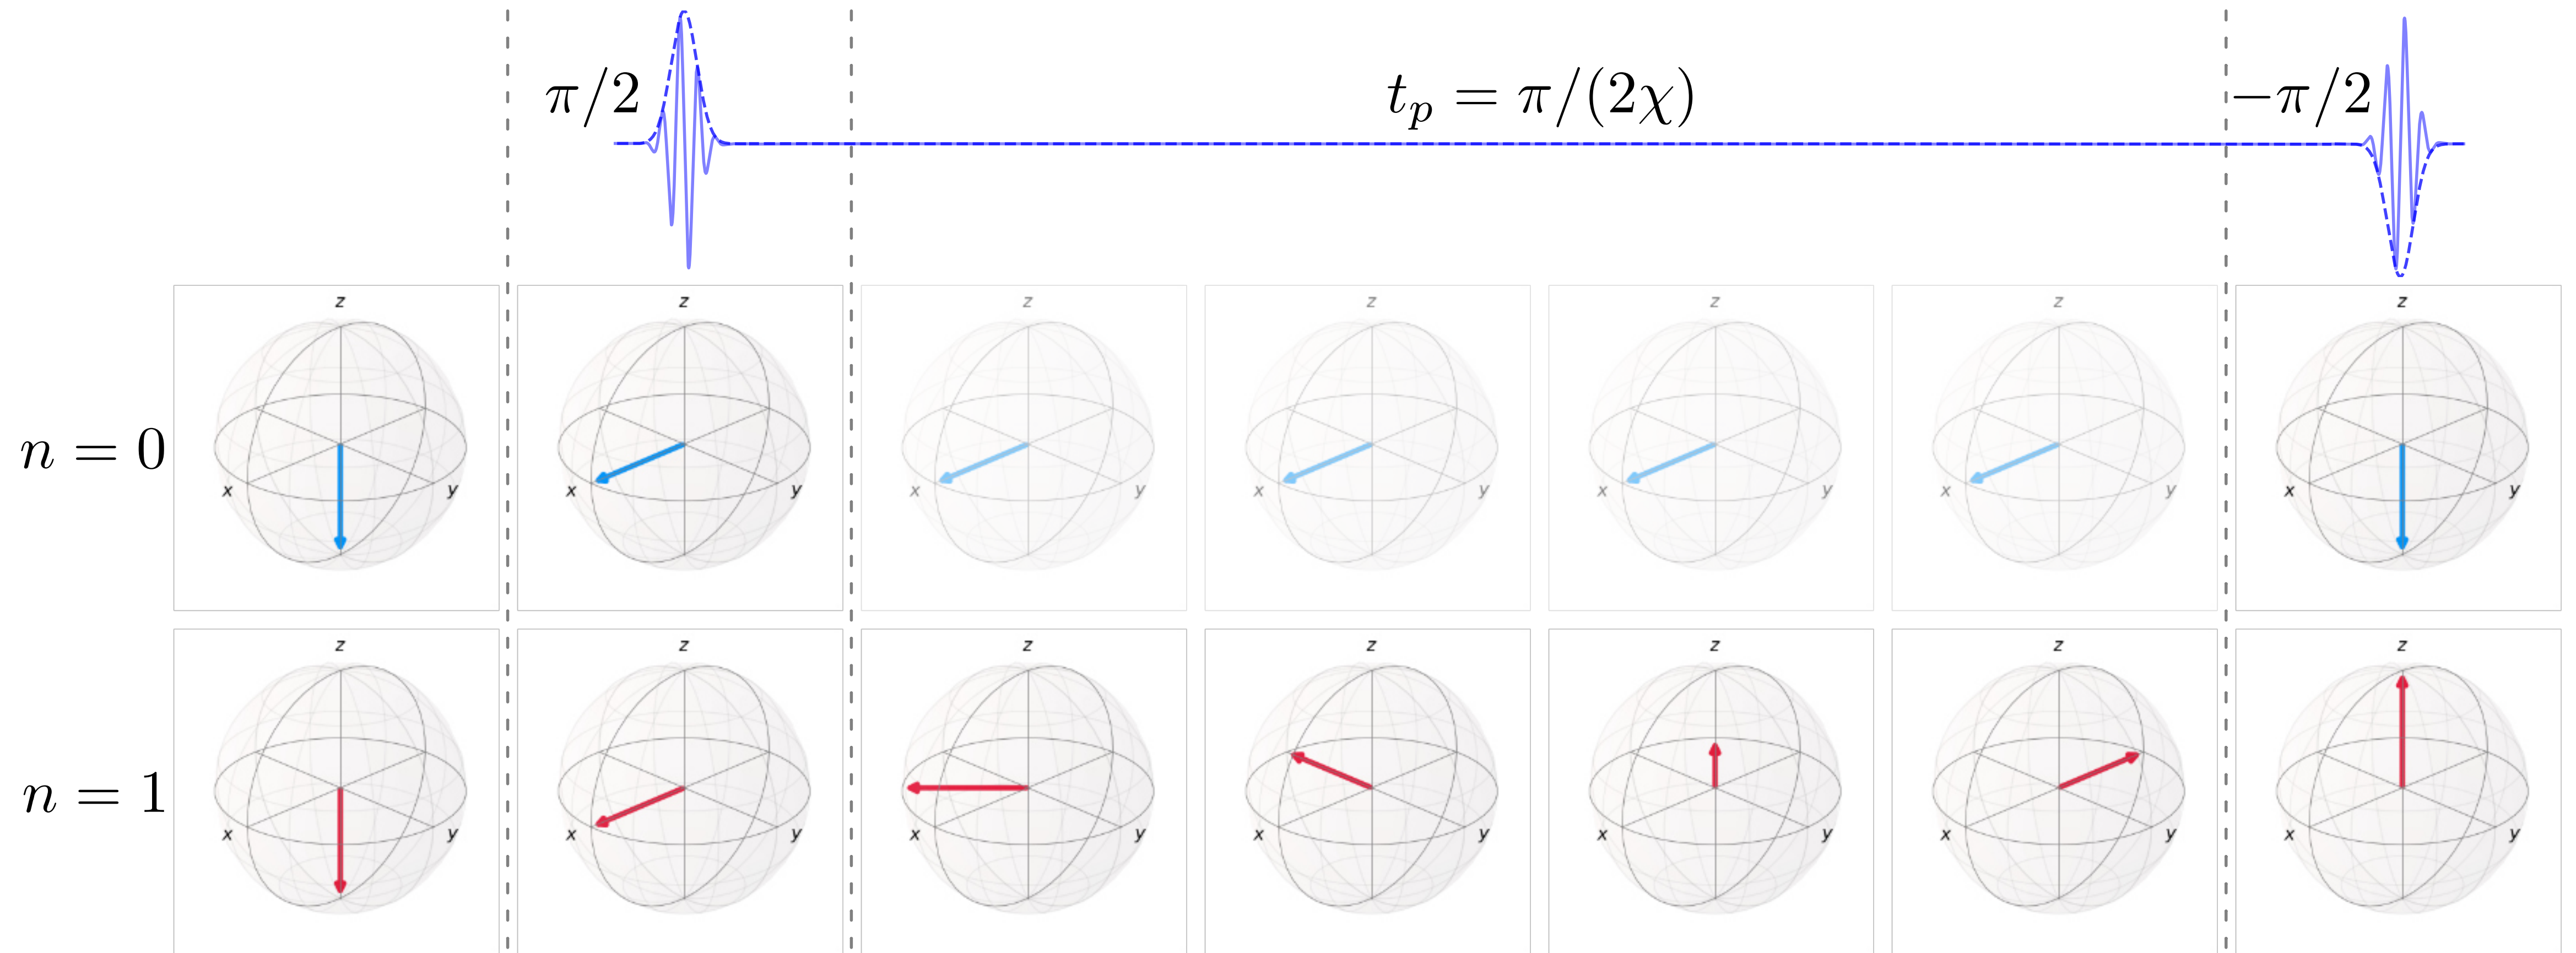 π/2
t_p = π/(2χ)
−π/2
z z z z z z z
n = 0
x y x y x y x y x y x y x y
z z z z z z z
n = 1
x y x y x y x y x y x y x y